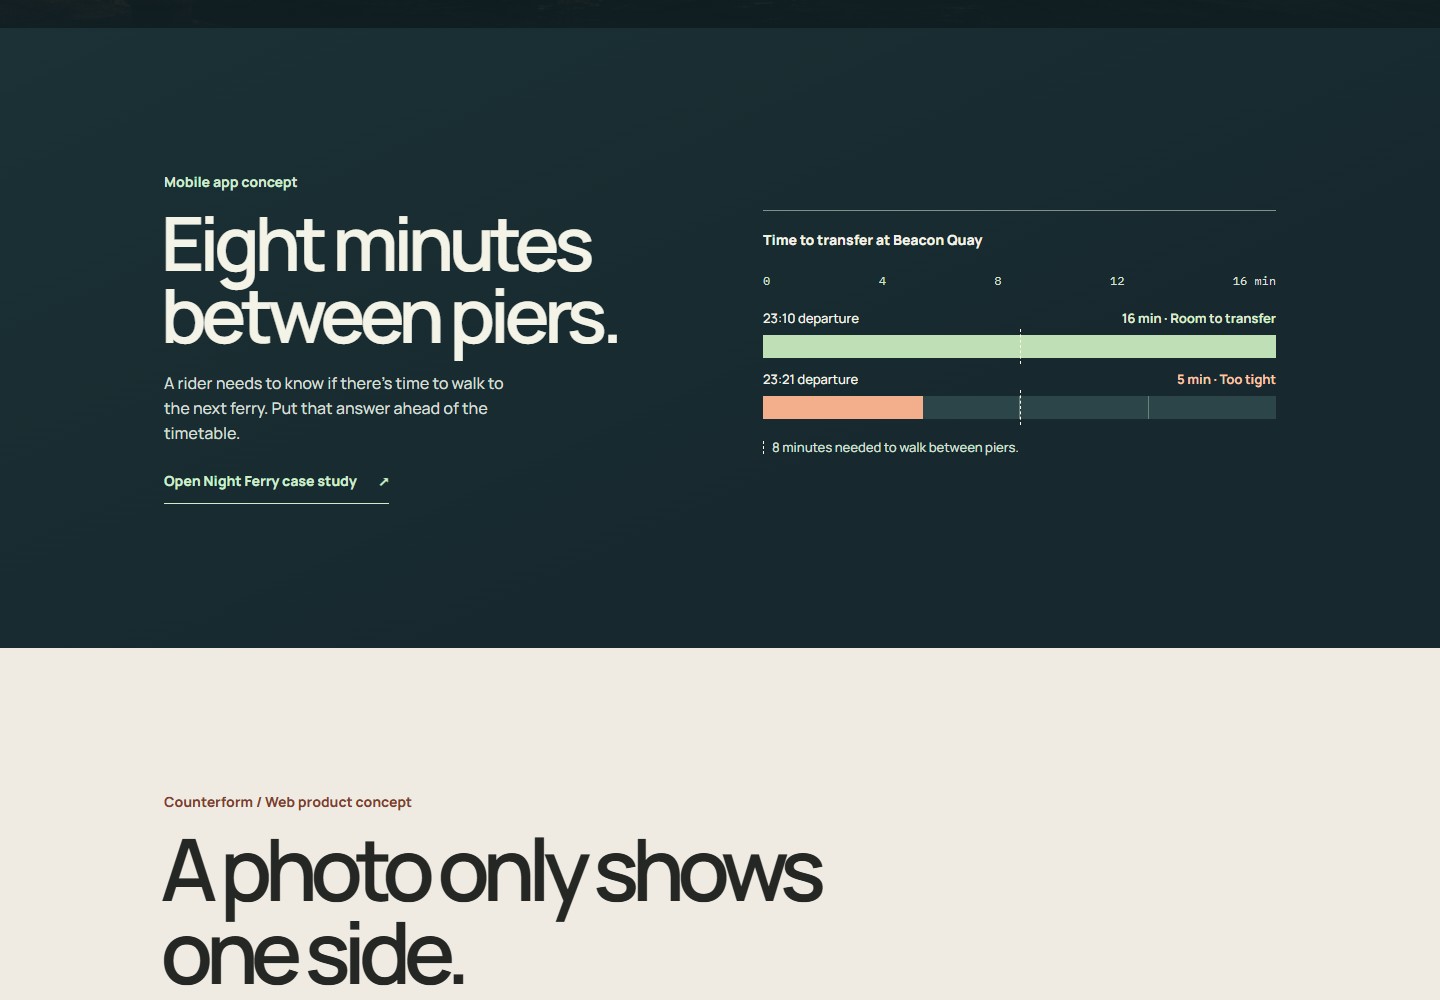 Mobile app concept
Eight minutes
between piers.
A rider needs to know if there’s time to walk to
the next ferry. Put that answer ahead of the
timetable.
Open Night Ferry case study ↗
Time to transfer at Beacon Quay
0 4 8 12 16 min
23:10 departure 16 min · Room to transfer
23:21 departure 5 min · Too tight
8 minutes needed to walk between piers.
Counterform / Web product concept
A photo only shows
one side.